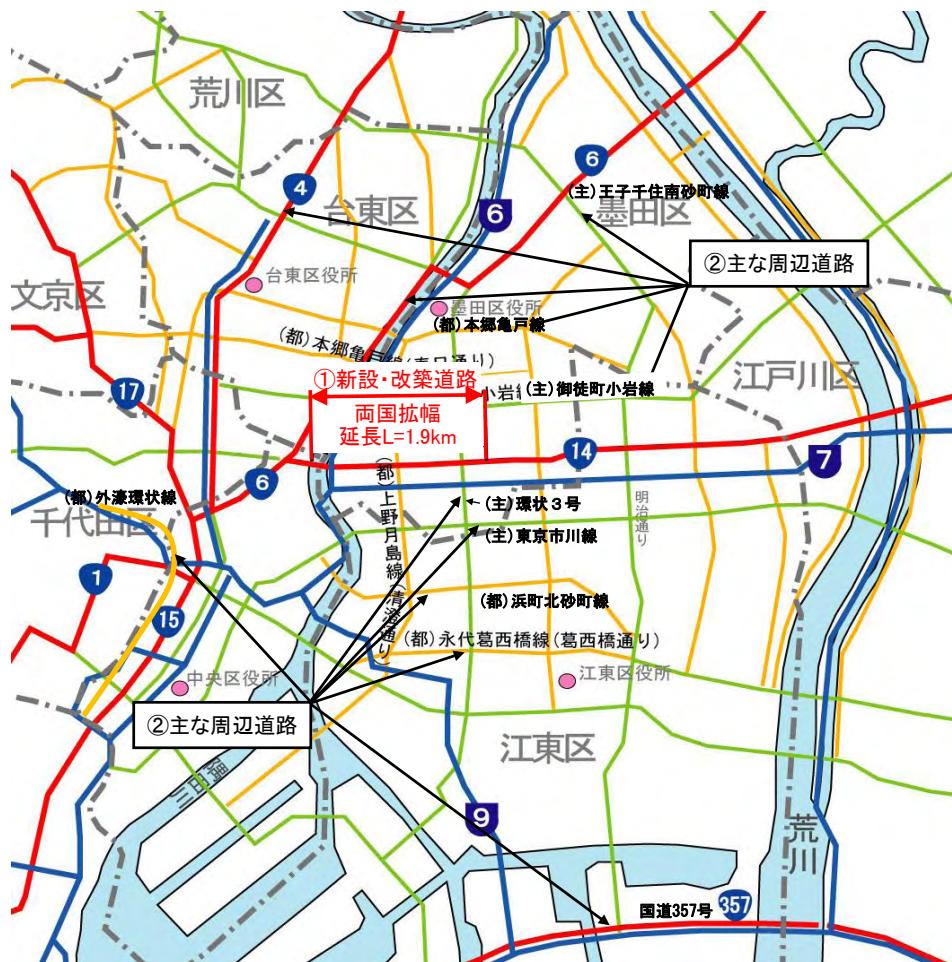 荒川区
6
(主)王子千住南砂町線
4
台東区
6
墨田区
②主な周辺道路
台東区役所
文京区
墨田区役所
(都)本郷亀戸線
(都)本郷亀戸線(春日通り)
江戸川区
①新設・改築道路
小岩線
(主)御徒町小岩線
17
両国拡幅
延長L=1.9km
14
7
6
(都)外濠環状線
(主)環状3号
明治通り
千代田区
(主)東京市川線
(都)上野月島線(清澄通り)
1
15
(都)浜町北砂町線
(都)永代葛西橋線(葛西橋通り)
中央区役所
江東区役所
②主な周辺道路
江東区
隅田川
9
荒川
国道357号
357